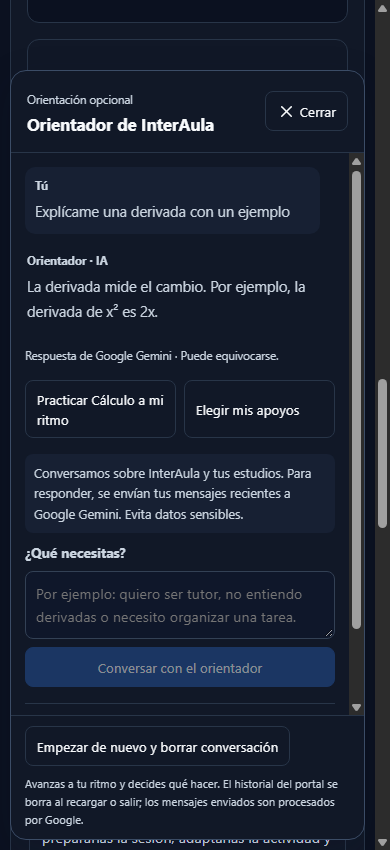 Orientación opcional
Orientador de InterAula
Cerrar
Tú
Explícame una derivada con un ejemplo
Orientador · IA
La derivada mide el cambio. Por ejemplo, la
derivada de x² es 2x.
Respuesta de Google Gemini · Puede equivocarse.
Practicar Cálculo a mi
ritmo
Elegir mis apoyos
Conversamos sobre InterAula y tus estudios. Para
responder, se envían tus mensajes recientes a
Google Gemini. Evita datos sensibles.
¿Qué necesitas?
Por ejemplo: quiero ser tutor, no entiendo
derivadas o necesito organizar una tarea.
Conversar con el orientador
Empezar de nuevo y borrar conversación
Avanzas a tu ritmo y decides qué hacer. El historial del portal se
borra al recargar o salir; los mensajes enviados son procesados
por Google.
la sesión, adaptarías la actividad y